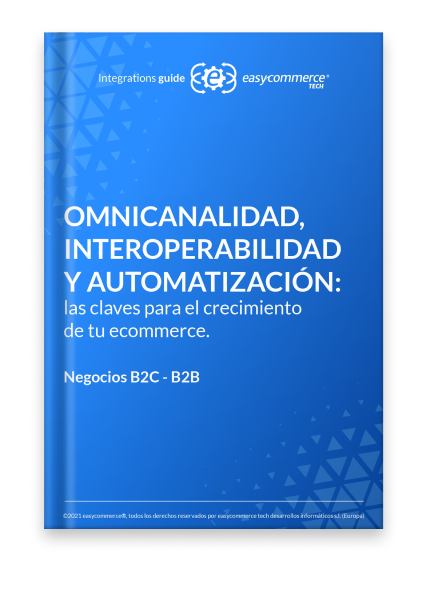 Integrations guide e easycommerce®
TECH
OMNICANALIDAD,
INTEROPERABILIDAD
Y AUTOMATIZACIÓN:
las claves para el crecimiento
de tu ecommerce.
Negocios B2C - B2B
©2021 easycommerce®, todos los derechos reservados por easycommerce tech desarrollos informáticos s.l. (Europa)